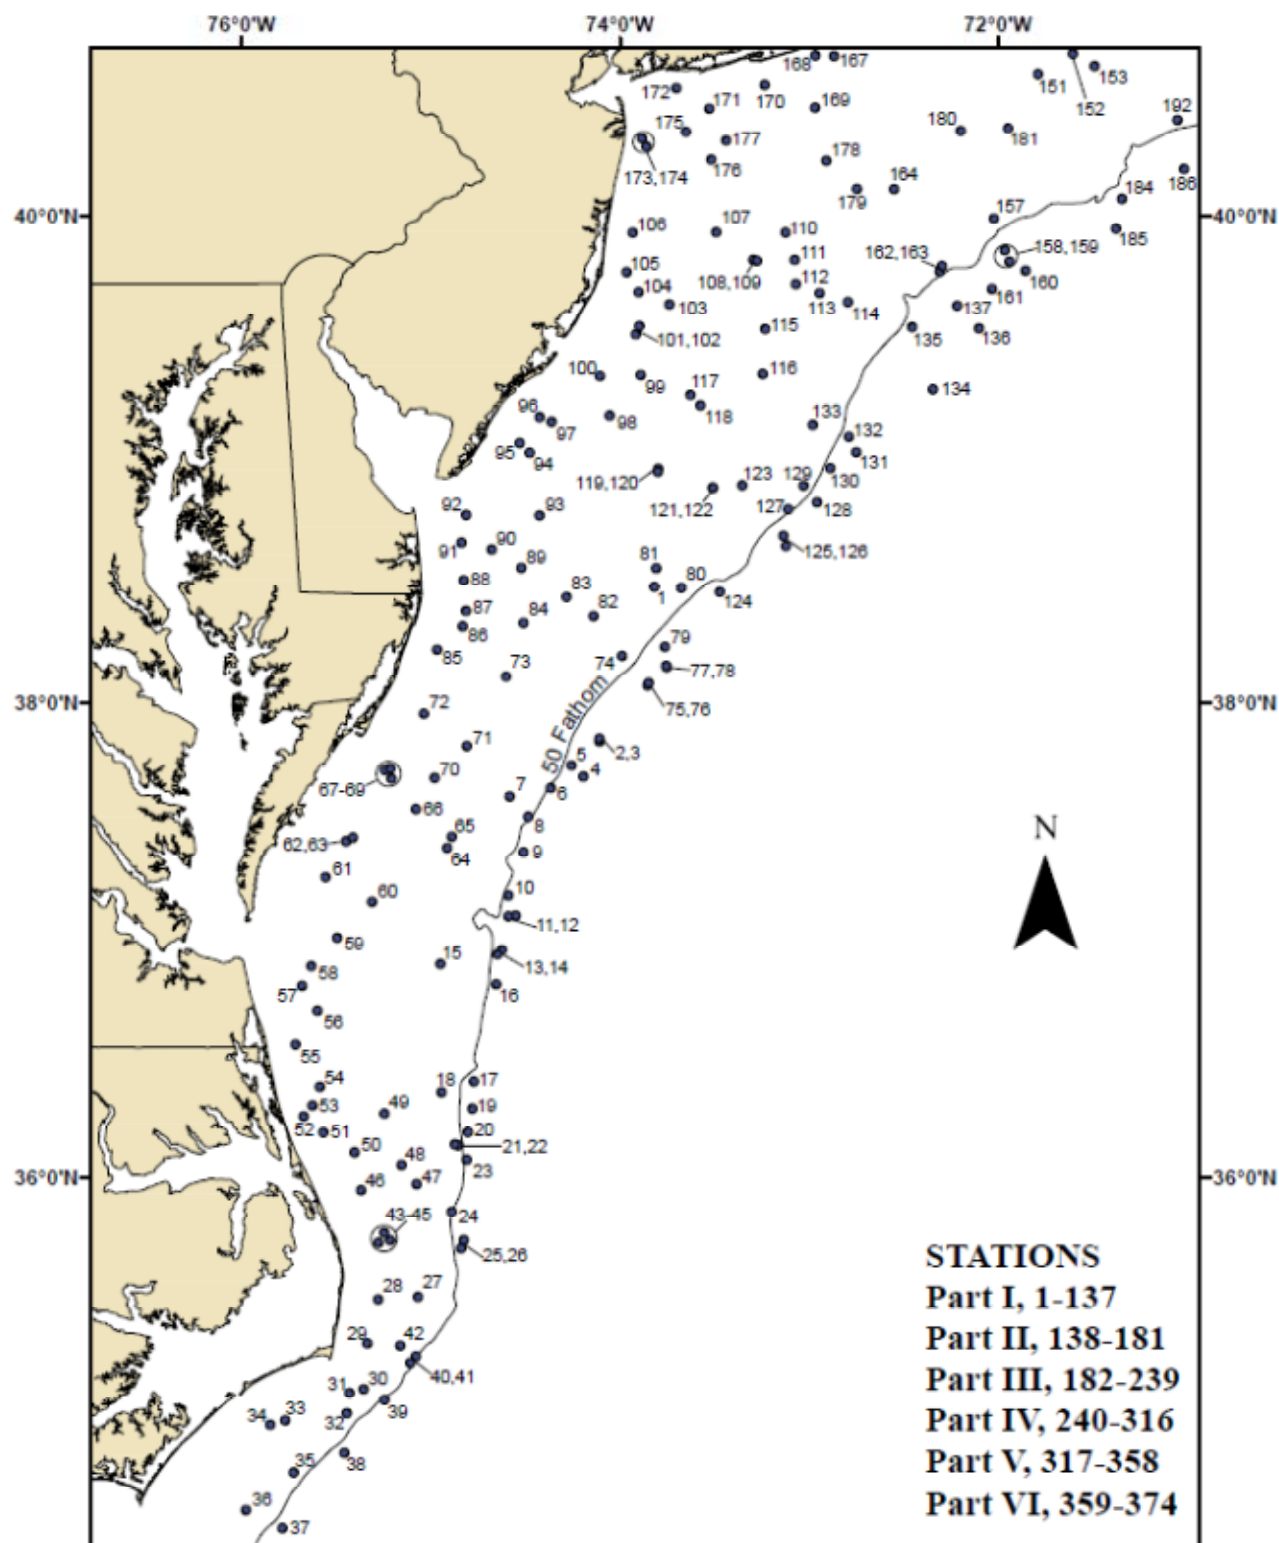 76°0'W 74°0'W 72°0'W
168 167 153
151 152
172 171 170 169 192
175 177 180 181
173,174 176 178
179 164 184 186
40°0'N 157 40°0'N
106 107 110 185
158,159
105 111 162,163
104 108,109 112 160
103 113 114 161
137
101,102 115 135 136
100 99 117 116
118 134
96 98 133
97 132
95 94 131
119,120 123 129 130
121,122 127 128
92 93
91 90 125,126
89 81
88 83 1 80 124
87 84 82
86 79
85 74
73 77,78
38°0'N 75,76 38°0'N
72
50 Fathom
71 2,3
5 4
67-69 70
7 6
66
65 8
62,63 64 9
61
60 10
11,12
59 15
58 13,14
57 16
56
55
54 18 17
53 49 19
52 51 20
50 48 21,22
36°0'N 46 47 23 36°0'N
43-45 24
25,26
28 27
29 42
31 30 40,41
34 33 32 39
35 38
36
37
N
STATIONS
Part I, 1-137
Part II, 138-181
Part III, 182-239
Part IV, 240-316
Part V, 317-358
Part VI, 359-374